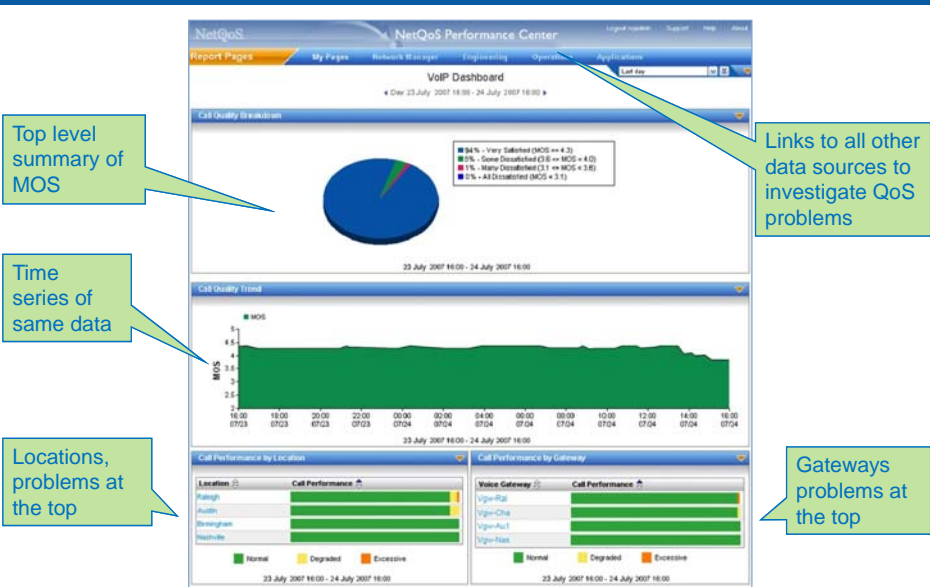 NetQoS
NetQoS Performance Center
Support Help About
Report Pages
My Pages
Network Manager
Engineering
Operations
Applications
Last day
VoIP Dashboard
Day 23 July 2007 16:00 - 24 July 2007 16:00
Top level
summary of
MOS
Links to all other
data sources to
investigate QoS
problems
Call Quality Breakdown
94% - Very Satisfied (MOS >= 4.3)
5% - Some Dissatisfied (3.6 <= MOS < 4.0)
1% - Many Dissatisfied (3.1 <= MOS < 3.6)
0% - All Dissatisfied (MOS < 3.1)
23 July 2007 16:00 - 24 July 2007 16:00
Time
series of
same data
Call Quality Trend
MOS
5
4.5
4
3.5
3
2.5
2
MOS
16:00 18:00 20:00 22:00 00:00 02:00 04:00 06:00 08:00 10:00 12:00 14:00 16:00
07/23 07/23 07/23 07/23 07/24 07/24 07/24 07/24 07/24 07/24 07/24 07/24 07/24
23 July 2007 16:00 - 24 July 2007 16:00
Locations,
problems at
the top
Call Performance by Location
Location Call Performance
Raleigh
Austin
Birmingham
Nashville
Normal Degraded Excessive
23 July 2007 16:00 - 24 July 2007 16:00
Call Performance by Gateway
Voice Gateway Call Performance
Vgw-Ral
Vgw-Cha
Vgw-Au1
Vgw-Nas
Normal Degraded Excessive
23 July 2007 16:00 - 24 July 2007 16:00
Gateways
problems at
the top